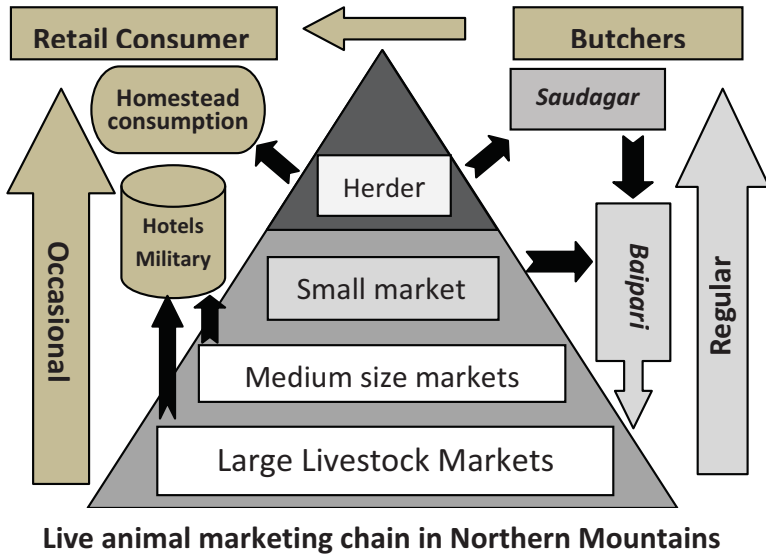 Retail Consumer
Butchers
Homestead
consumption
Saudagar
Herder
Hotels
Military
Occasional
Small market
Baipari
Regular
Medium size markets
Large Livestock Markets
Live animal marketing chain in Northern Mountains